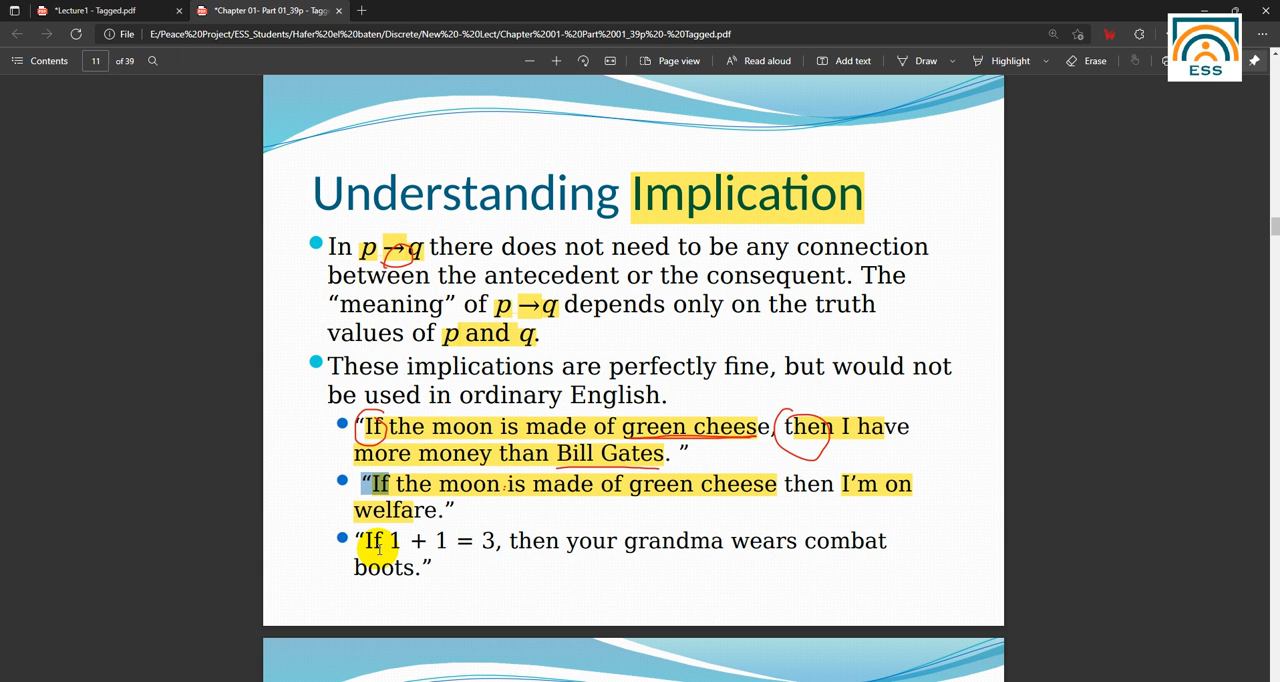 *Lecture1 - Tagged.pdf
*Chapter 01- Part 01_39p - Tagg
File
E:/Peace%20Project/ESS_Students/Hafer%20el%20baten/Discrete/New%20-%20Lect/Chapter%2001-%20Part%2001_39p%20-%20Tagged.pdf
Contents 11 of 39 Page view Read aloud Add text Draw Highlight Erase
ESS
Understanding Implication
In p →q there does not need to be any connection
between the antecedent or the consequent. The
“meaning” of p →q depends only on the truth
values of p and q.
These implications are perfectly fine, but would not
be used in ordinary English.
“If the moon is made of green cheese, then I have
more money than Bill Gates. ”
“If the moon is made of green cheese then I’m on
welfare.”
“If 1 + 1 = 3, then your grandma wears combat
boots.”